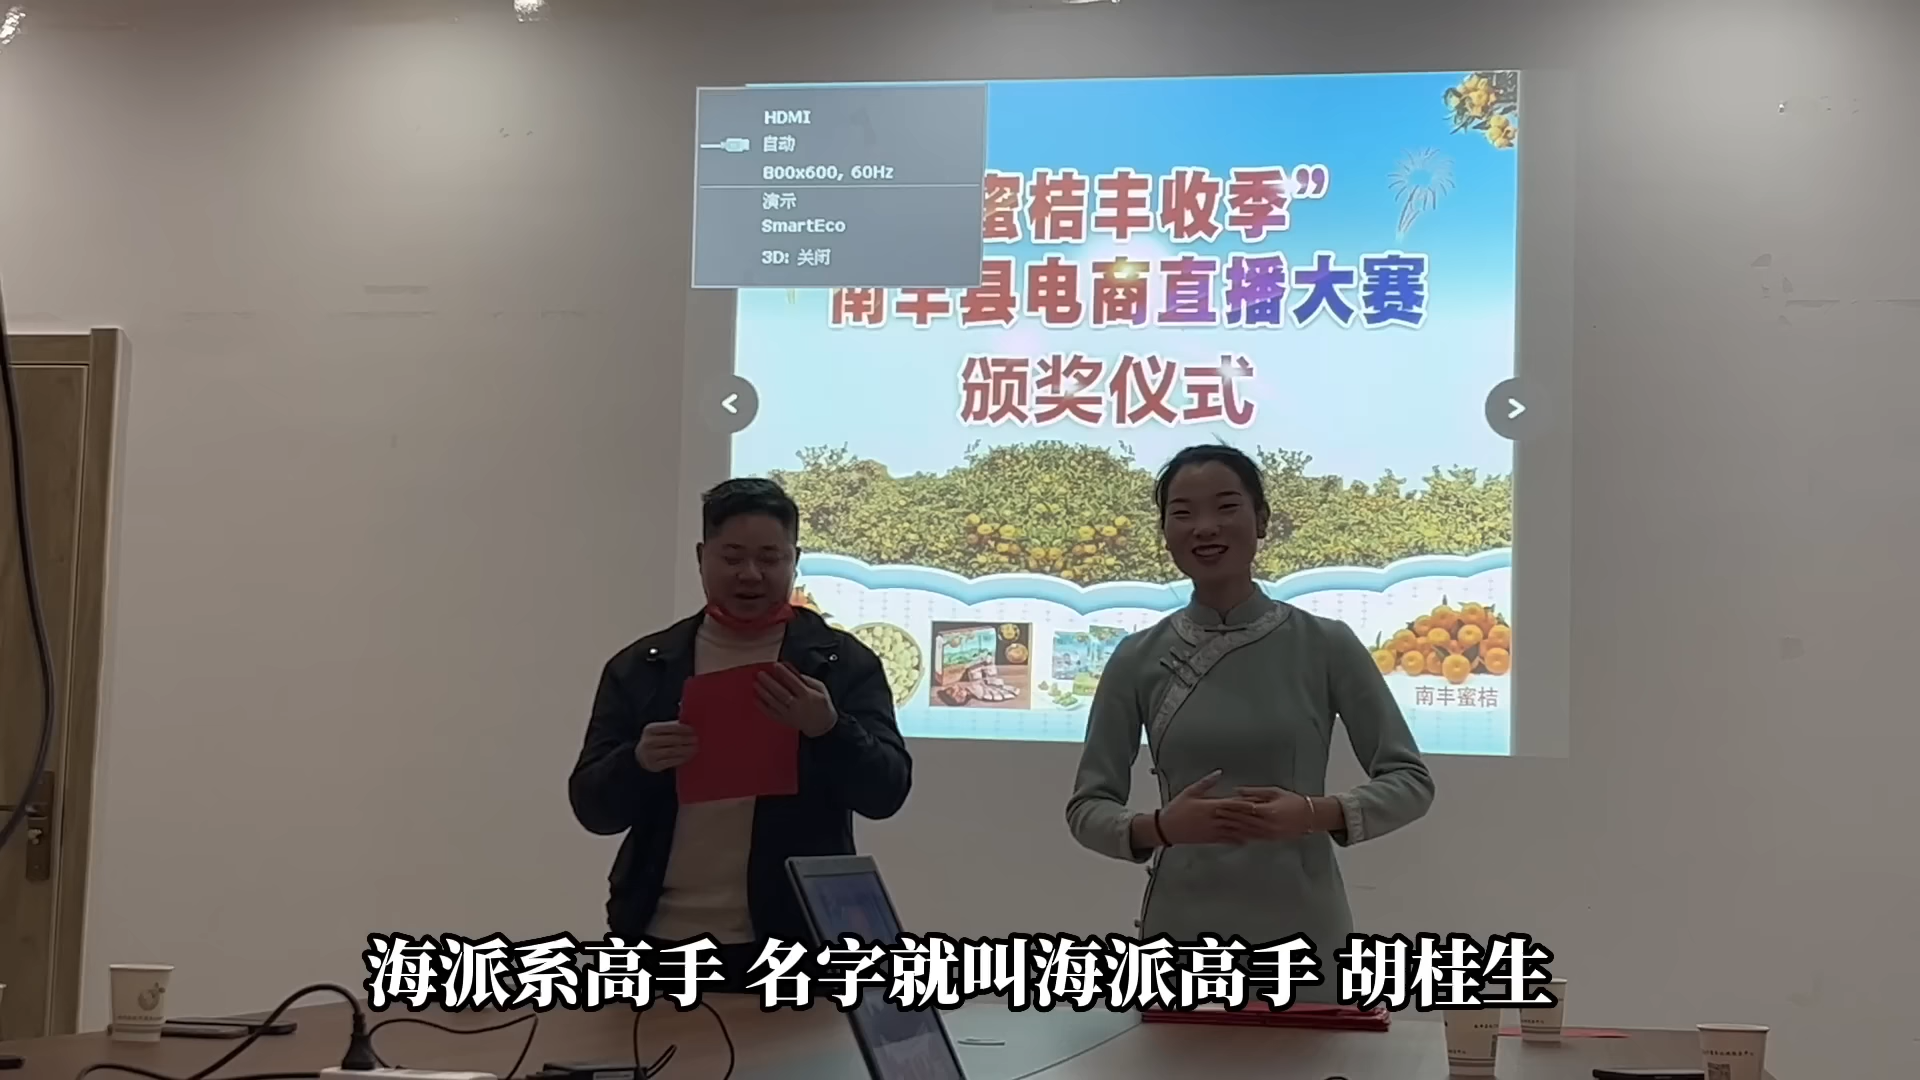 HDMI
自动
800x600, 60Hz
演示
SmartEco
3D: 关闭
蜜桔丰收季”
南丰县电商直播大赛
颁奖仪式
南丰蜜桔
海派系高手 名字就叫海派高手 胡桂生